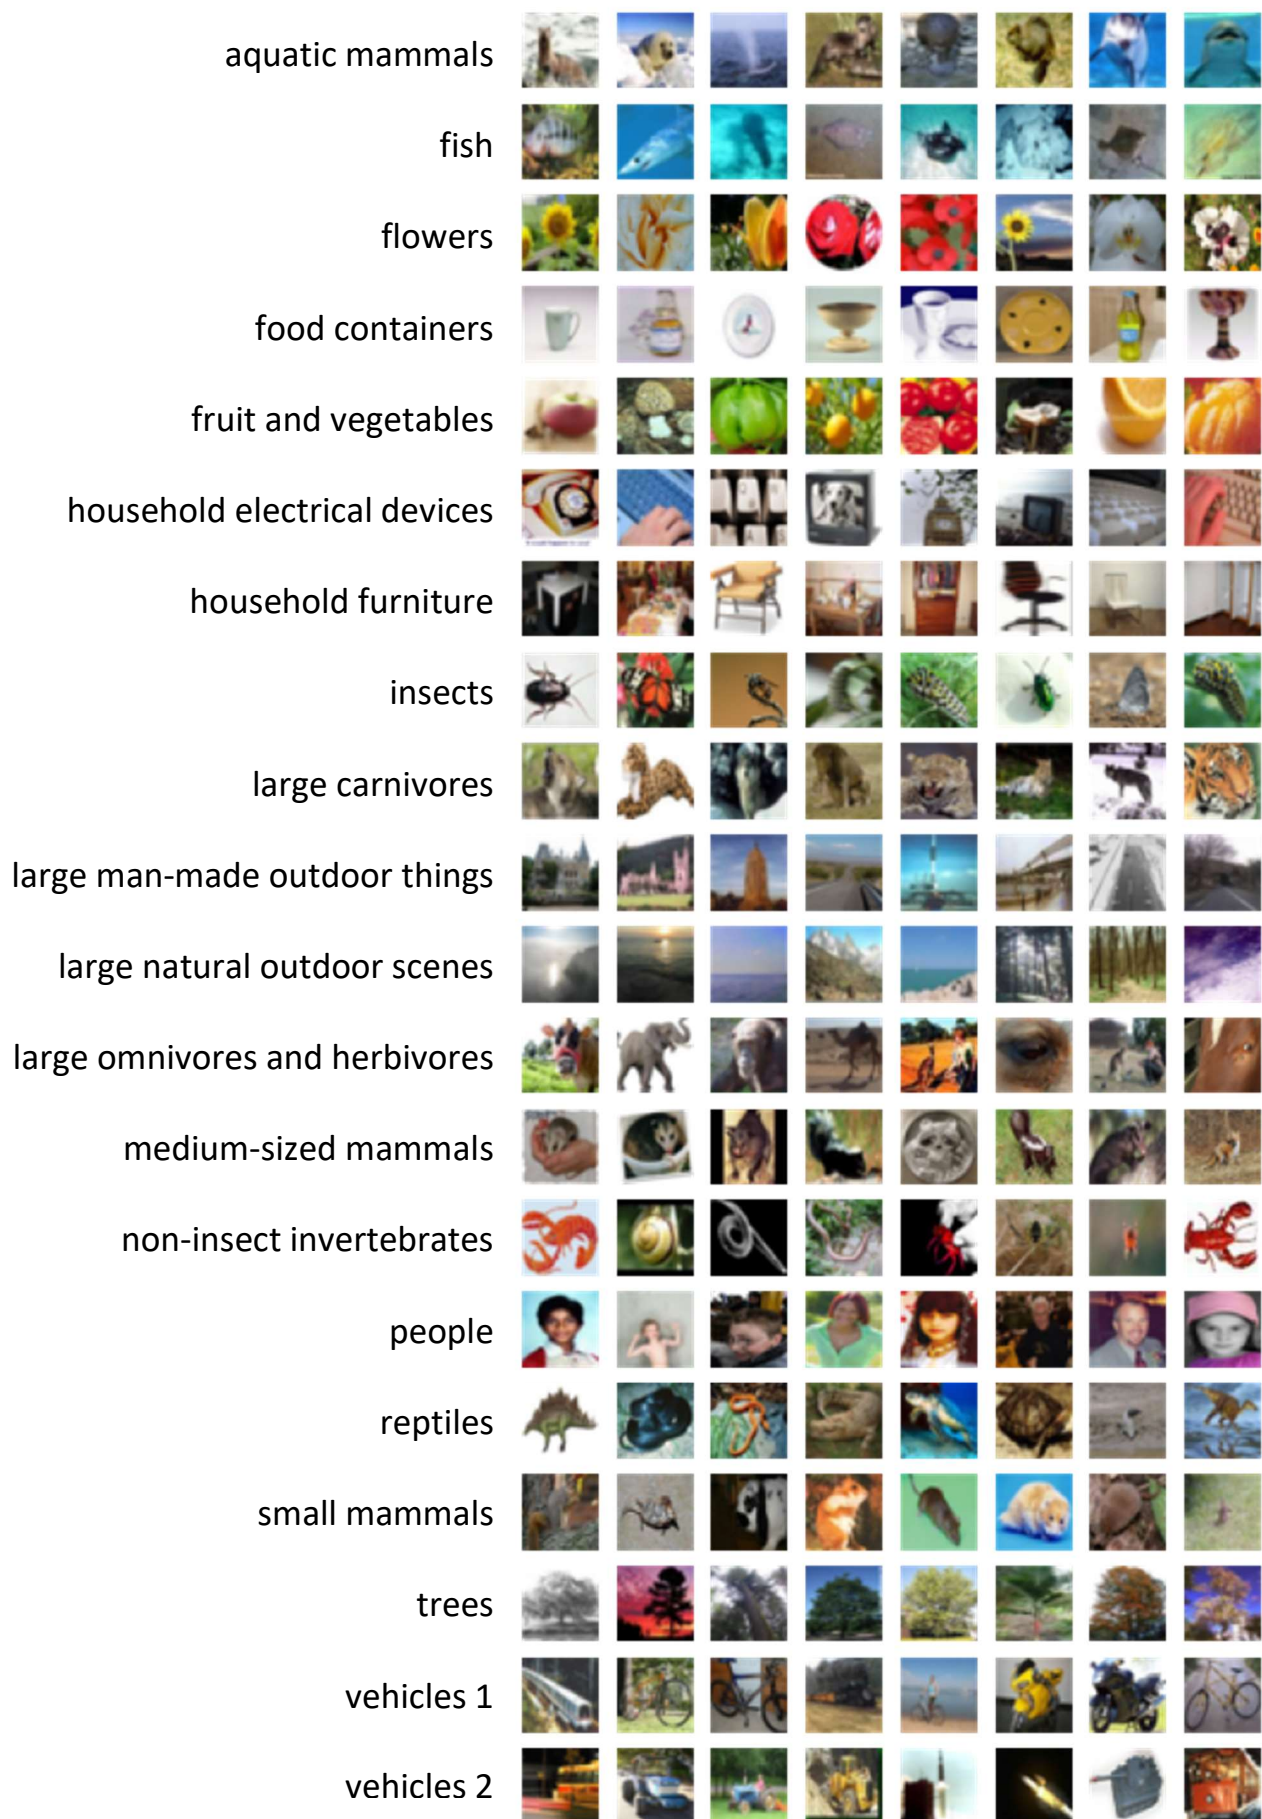 aquatic mammals
fish
flowers
food containers
fruit and vegetables
household electrical devices
household furniture
insects
large carnivores
large man-made outdoor things
large natural outdoor scenes
large omnivores and herbivores
medium-sized mammals
non-insect invertebrates
people
reptiles
small mammals
trees
vehicles 1
vehicles 2